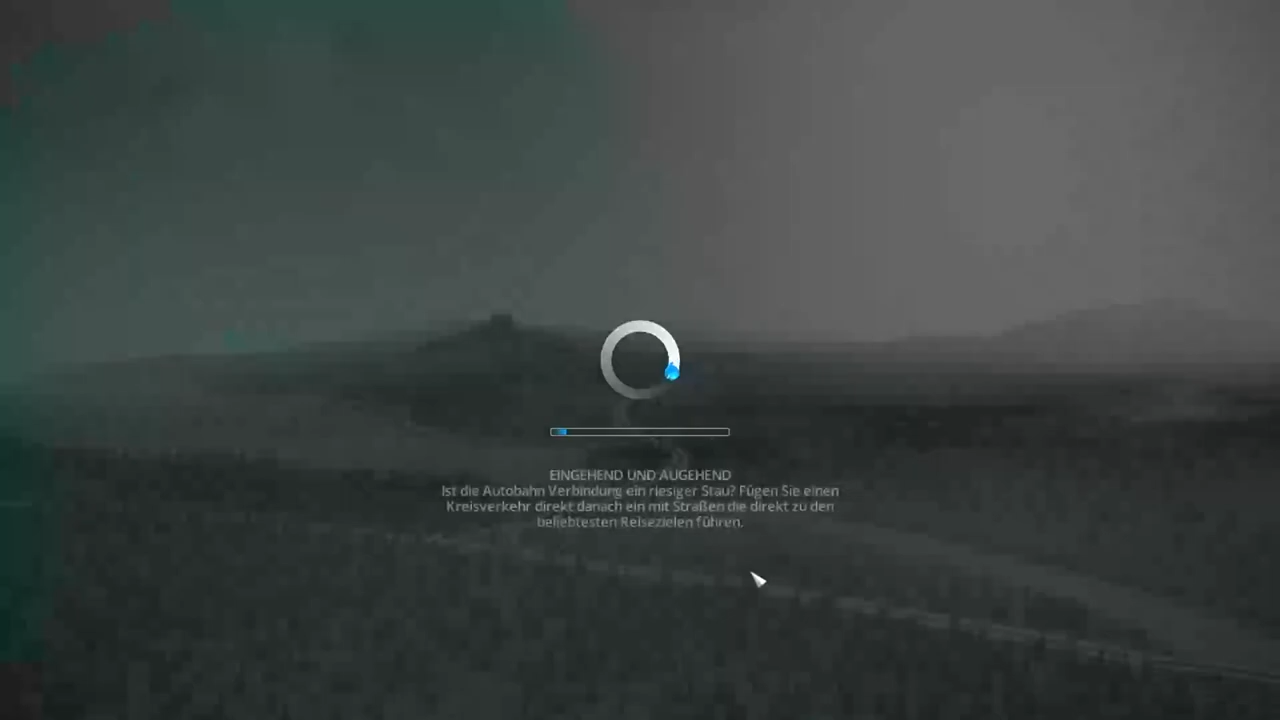 EINGEHEND UND AUGEHEND
Ist die Autobahn Verbindung ein riesiger Stau? Fügen Sie einen
Kreisverkehr direkt danach ein mit Straßen die direkt zu den
beliebtesten Reisezielen führen.